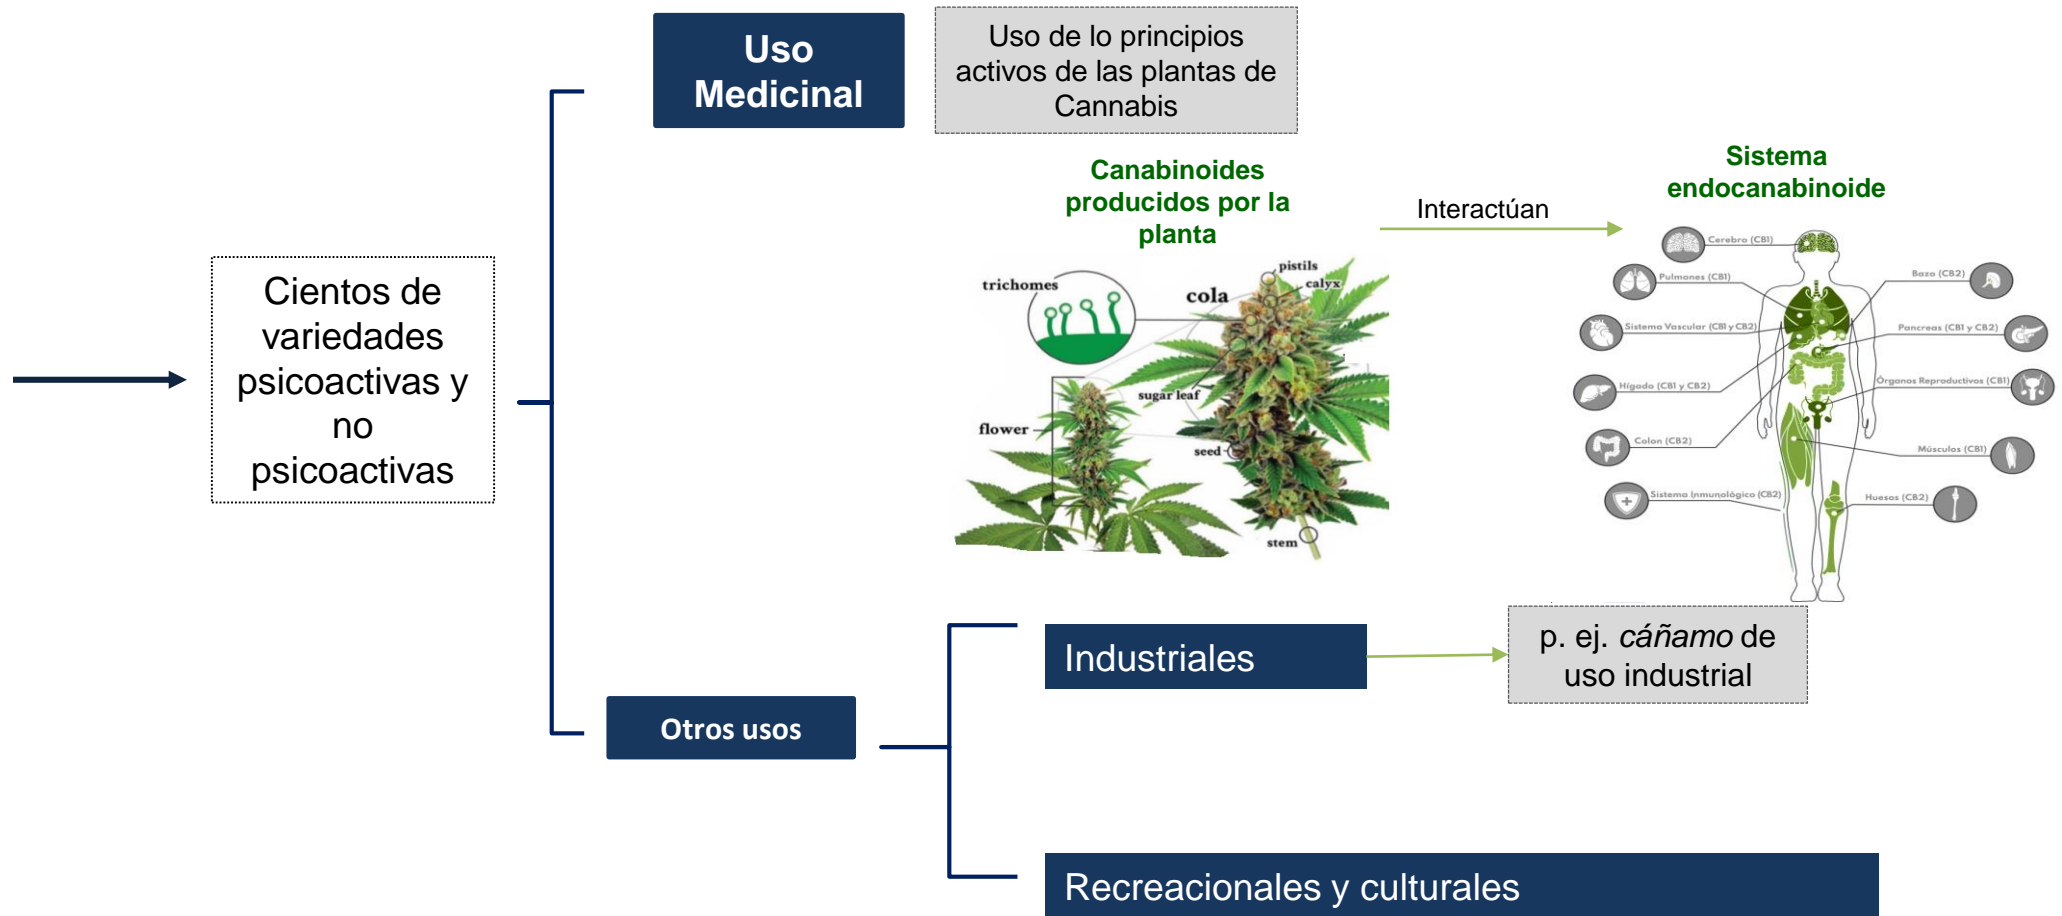 Uso
Medicinal
Uso de lo principios
activos de las plantas de
Cannabis
Canabinoides
producidos por la
planta
Interactúan
Sistema
endocanabinoide
Cientos de
variedades
psicoactivas y
no
psicoactivas
trichomes
cola
pistils
calyx
sugar leaf
flower
seed
stem
Cerebro (CB1)
Pulmones (CB1)
Sistema Vascular (CB1 y CB2)
Hígado (CB1 y CB2)
Colon (CB2)
Sistema Inmunológico (CB2)
Bazo (CB2)
Pancreas (CB1 y CB2)
Órganos Reproductivos (CB1)
Músculos (CB1)
Huesos (CB2)
Otros usos
Industriales
p. ej. cáñamo de
uso industrial
Recreacionales y culturales